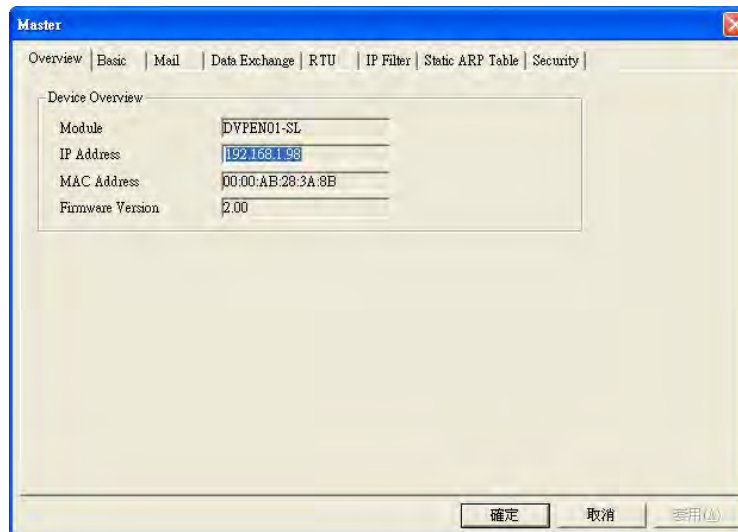 Master
Overview Basic Mail Data Exchange RTU IP Filter Static ARP Table Security
Device Overview
Module DVPEN01-SL
IP Address 192.168.1.98
MAC Address 00:00:AB:28:3A:8B
Firmware Version 2.00
確定 取消 套用(A)